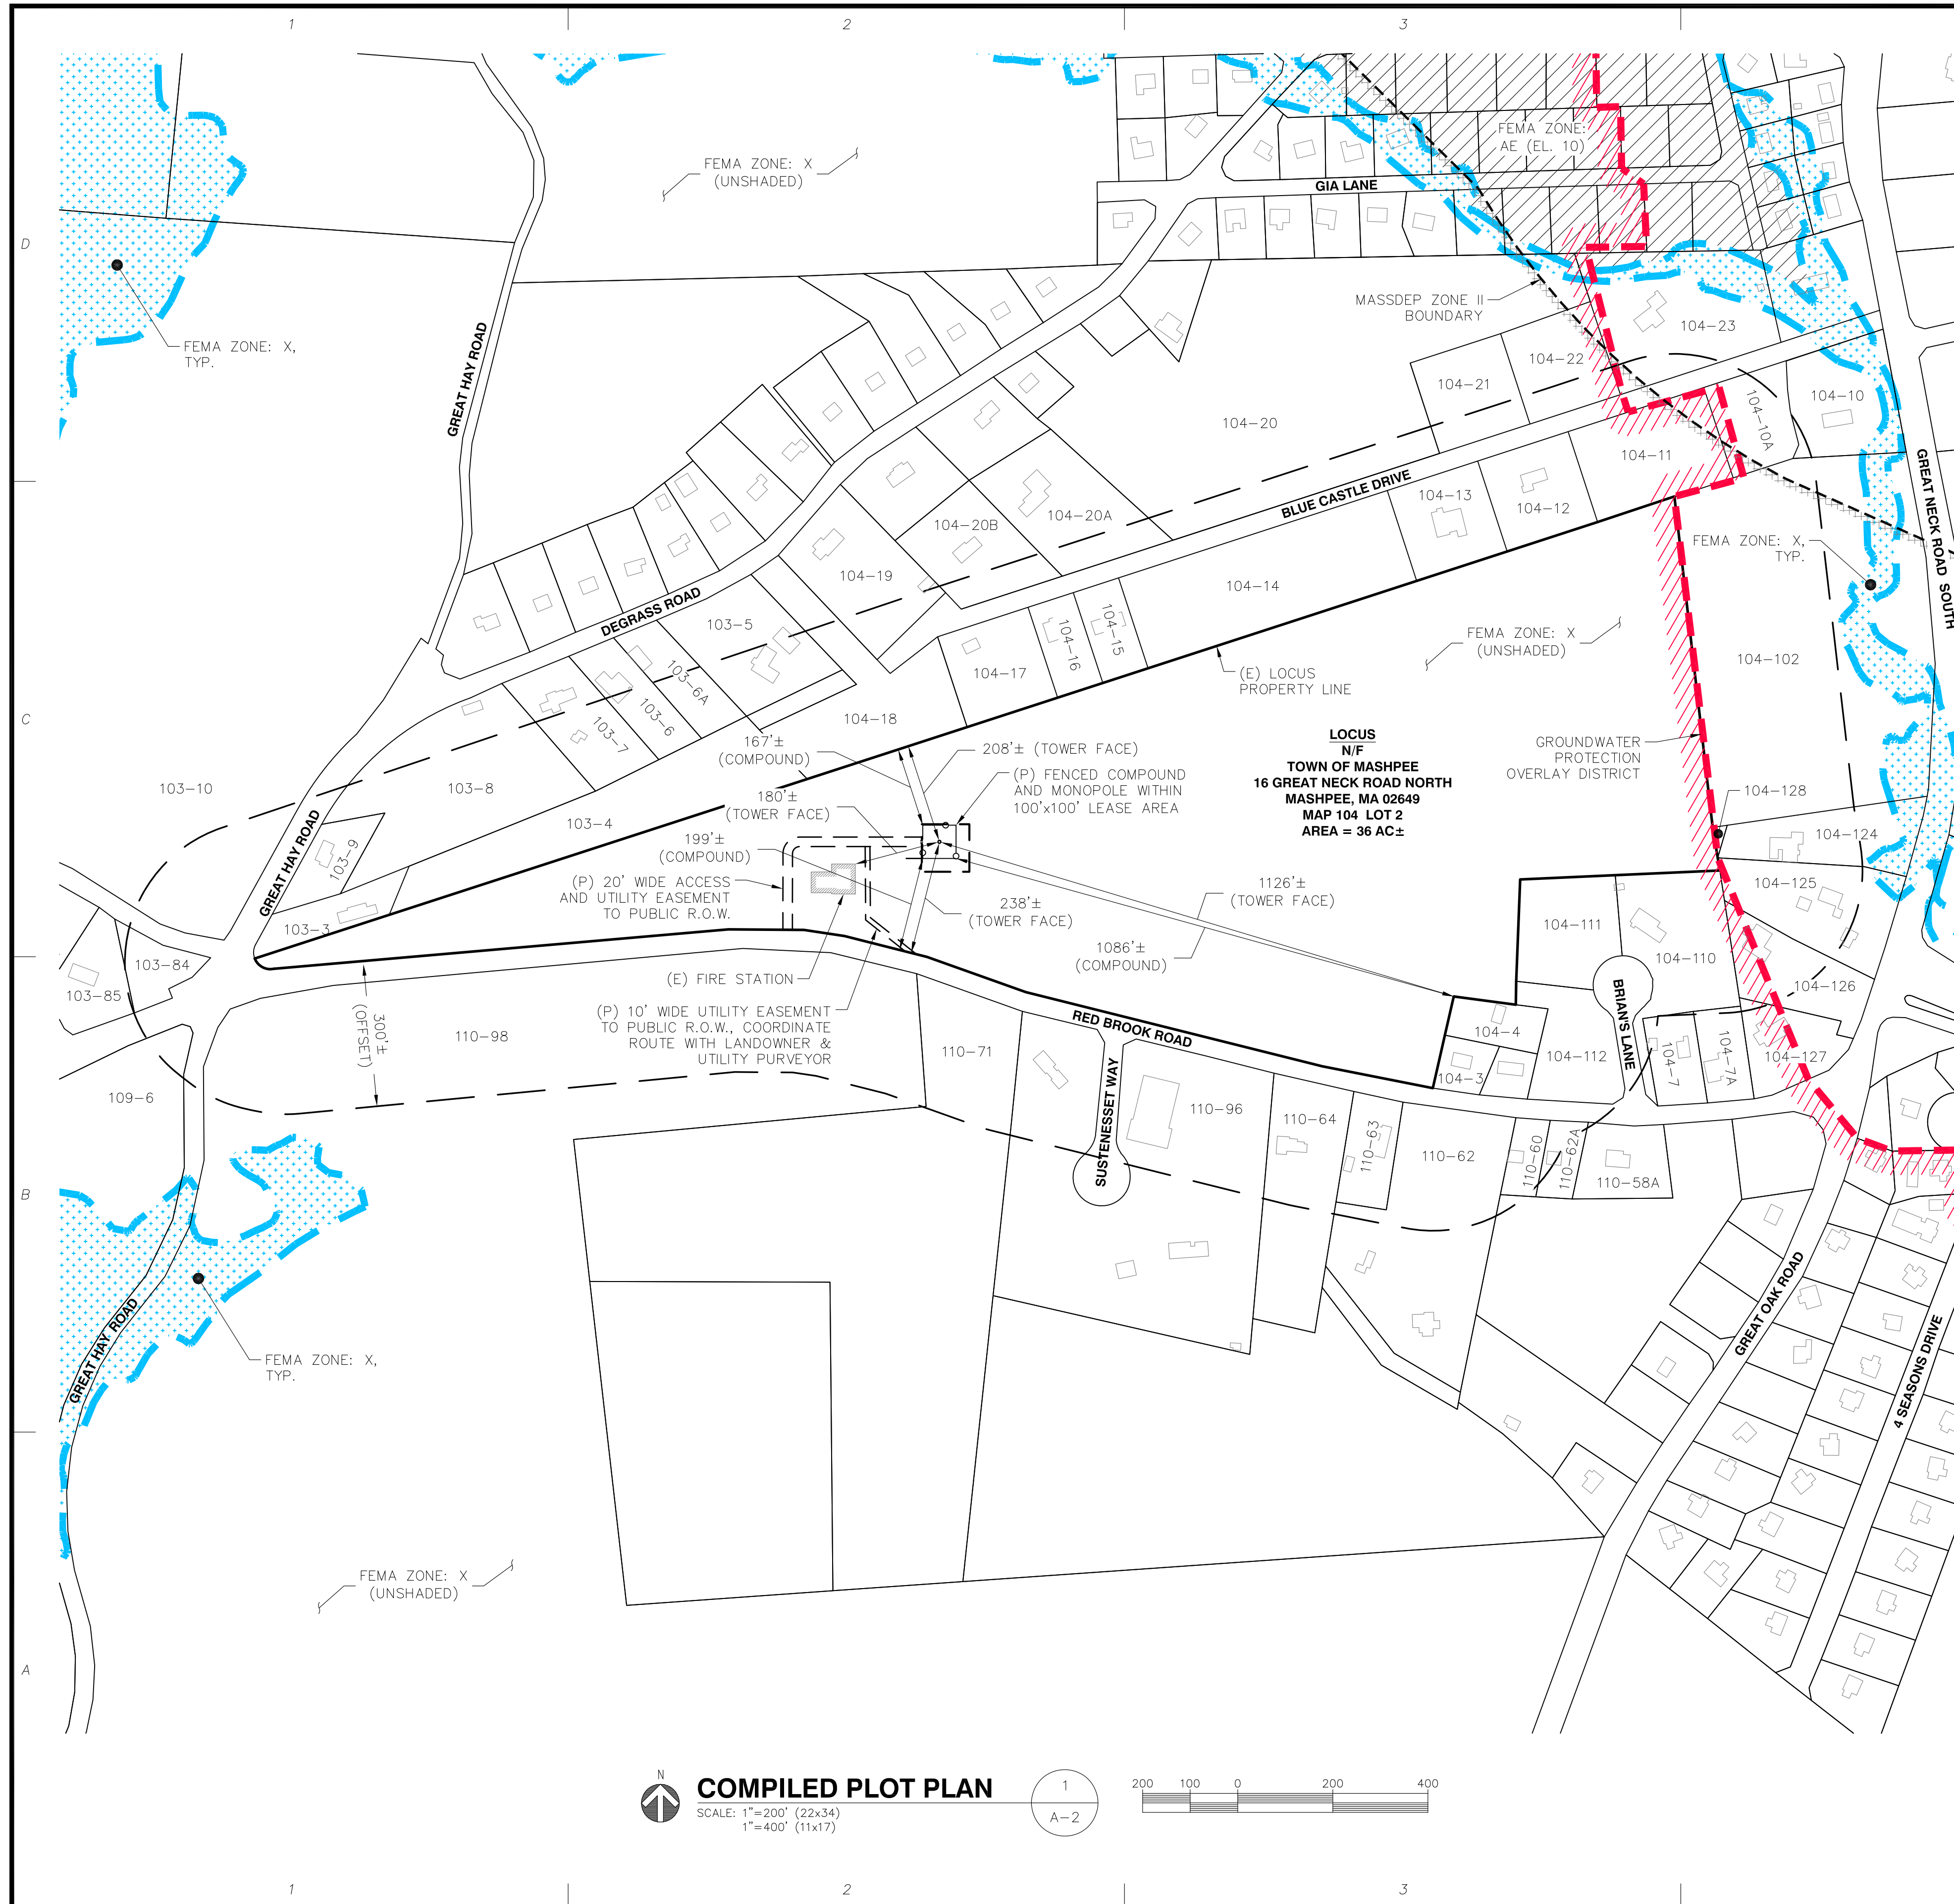 1
2
3
D
C
B
A
FEMA ZONE: X
(UNSHADED)
FEMA ZONE:
AE (EL. 10)
GIA LANE
MASSDEP ZONE II
BOUNDARY
FEMA ZONE: X,
TYP.
GREAT HAY ROAD
104-23
104-22
104-21
104-20
104-10A
104-10
104-11
GREAT NECK ROAD SOUTH
BLUE CASTLE DRIVE
104-13
104-12
104-20A
104-20B
104-19
104-14
FEMA ZONE: X,
TYP.
DEGRASS ROAD
103-5
104-15
104-16
104-17
FEMA ZONE: X
(UNSHADED)
104-102
(E) LOCUS
PROPERTY LINE
103-6A
103-6
103-7
104-18
167'±
(COMPOUND)
208'± (TOWER FACE)
(P) FENCED COMPOUND
AND MONOPOLE WITHIN
100'x100' LEASE AREA
LOCUS
N/F
TOWN OF MASHPEE
16 GREAT NECK ROAD NORTH
MASHPEE, MA 02649
MAP 104 LOT 2
AREA = 36 AC±
GROUNDWATER
PROTECTION
OVERLAY DISTRICT
103-10
103-8
180'±
(TOWER FACE)
103-4
104-128
104-124
199'±
(COMPOUND)
103-9
GREAT HAY ROAD
(P) 20' WIDE ACCESS
AND UTILITY EASEMENT
TO PUBLIC R.O.W.
238'±
(TOWER FACE)
1126'±
(TOWER FACE)
104-125
103-3
104-111
104-110
1086'±
(COMPOUND)
103-84
103-85
(E) FIRE STATION
104-126
BRIAN'S LANE
300'±
(OFFSET)
110-98
(P) 10' WIDE UTILITY EASEMENT
TO PUBLIC R.O.W., COORDINATE
ROUTE WITH LANDOWNER &
UTILITY PURVEYOR
RED BROOK ROAD
110-71
104-4
104-112
104-3
104-7
104-7A
104-127
109-6
SUSTENESSET WAY
110-96
110-64
110-63
110-62
110-60
110-62A
110-58A
GREAT HAY ROAD
FEMA ZONE: X,
TYP.
GREAT OAK ROAD
4 SEASONS DRIVE
FEMA ZONE: X
(UNSHADED)
N
COMPILED PLOT PLAN
SCALE: 1"=200' (22x34)
1"=400' (11x17)
1
A-2
200 100 0 200 400
1
2
3